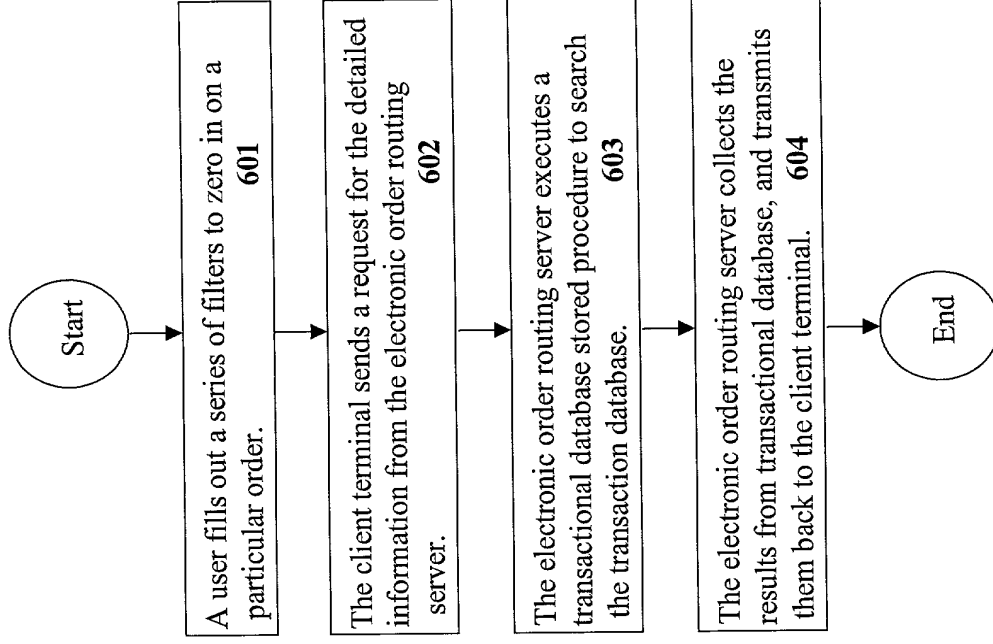 Start
A user fills out a series of filters to zero in on a
particular order. 601
The client terminal sends a request for the detailed
information from the electronic order routing
server. 602
The electronic order routing server executes a
transactional database stored procedure to search
the transaction database. 603
The electronic order routing server collects the
results from transactional database, and transmits
them back to the client terminal. 604
End